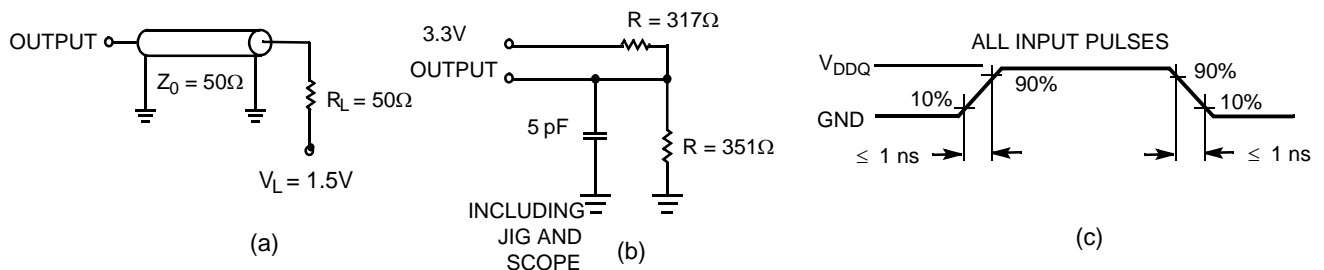 OUTPUT
Z0 = 50Ω
RL = 50Ω
VL = 1.5V
(a)
R = 317Ω
3.3V
OUTPUT
5 pF
R = 351Ω
INCLUDING
JIG AND
SCOPE
(b)
ALL INPUT PULSES
VDDQ
90%
90%
10%
10%
GND
≤ 1 ns
≤ 1 ns
(c)